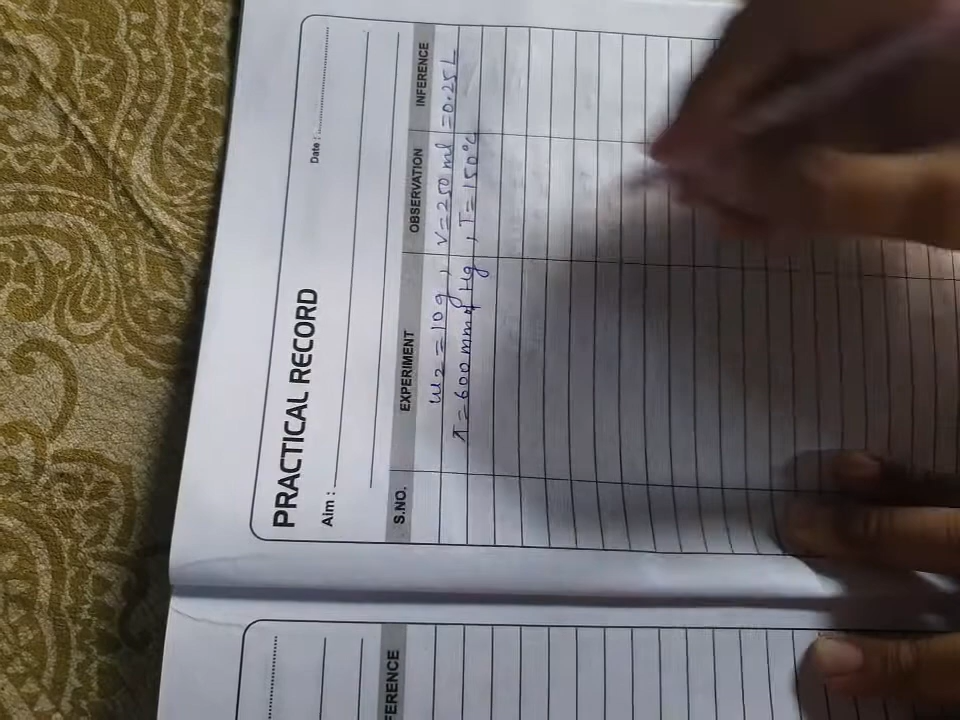 PRACTICAL RECORD
Date : ....................
Aim :
S.NO. EXPERIMENT OBSERVATION INFERENCE
w2 = 10g, V = 250 ml = 0.25L
π = 600 mm of Hg, T = 150°C
FERENCE